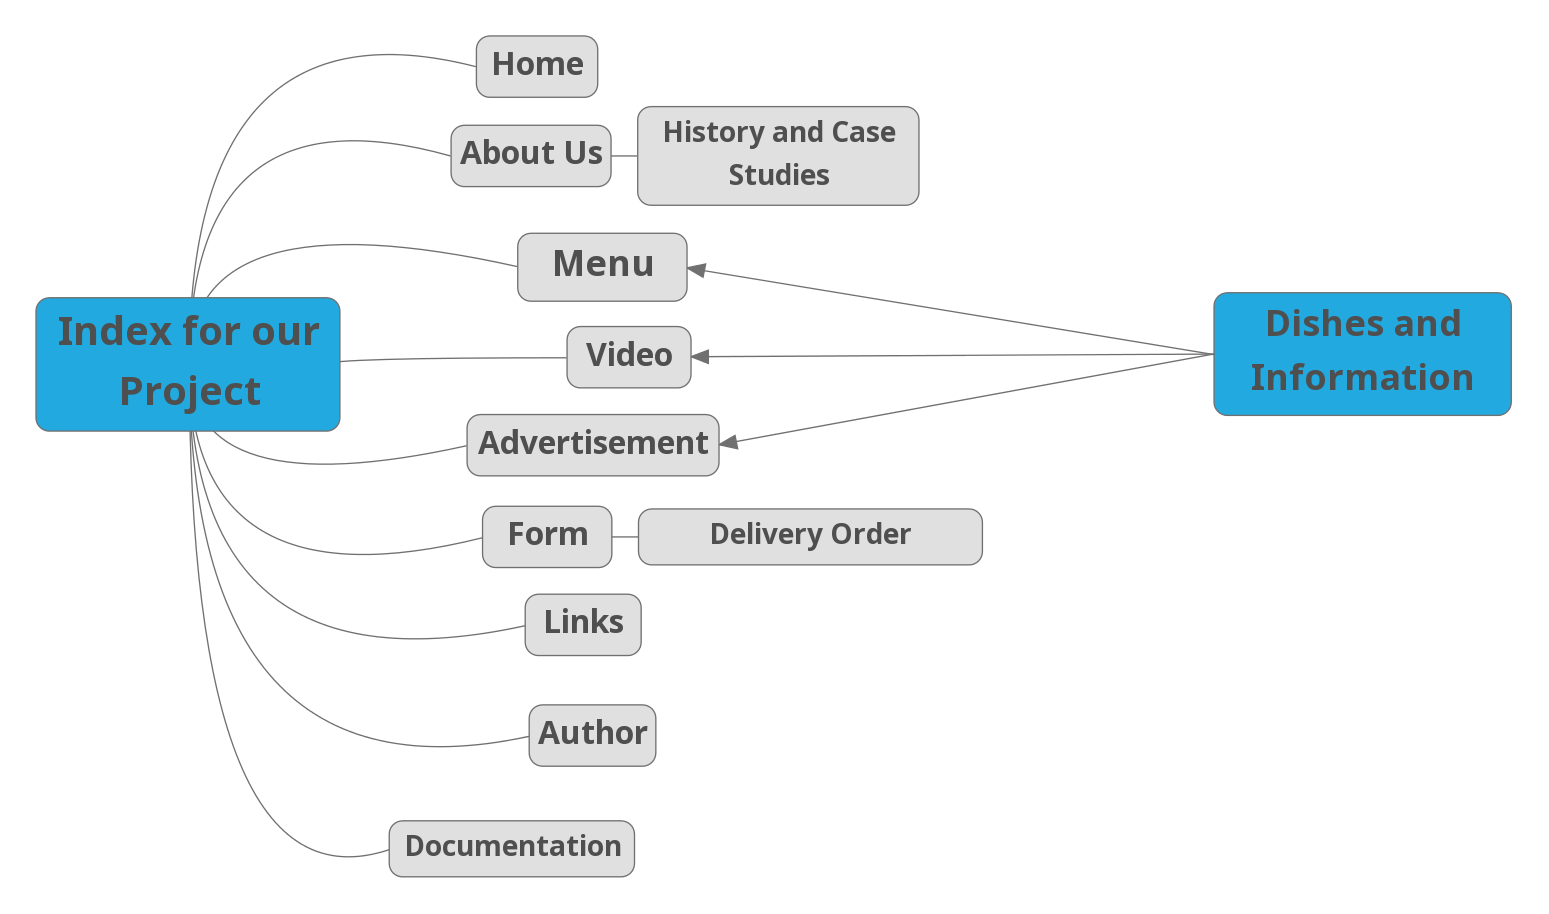 Home
About Us
History and Case
Studies
Menu
Index for our
Project
Video
Advertisement
Dishes and
Information
Form
Delivery Order
Links
Author
Documentation